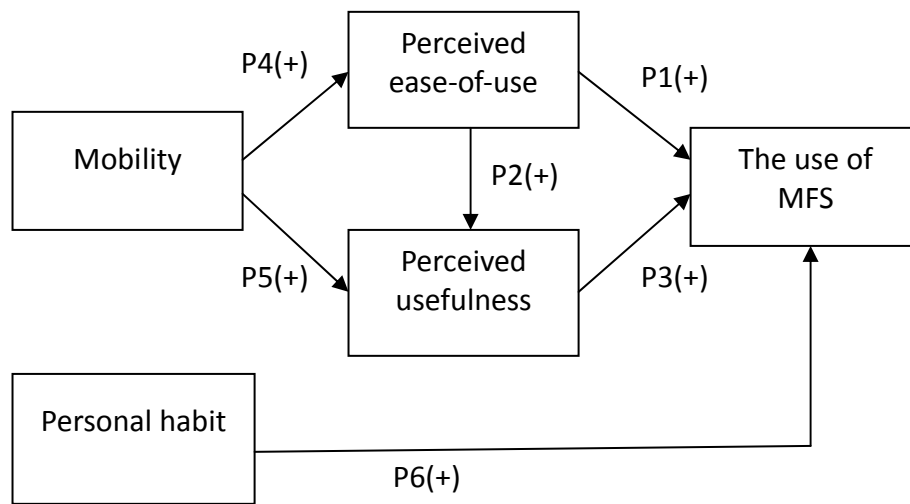 Perceived
ease-of-use
P4(+)
P1(+)
Mobility
The use of
MFS
P2(+)
Perceived
usefulness
P5(+)
P3(+)
Personal habit
P6(+)